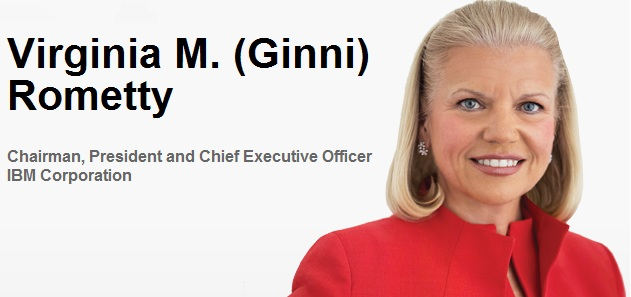 Virginia M. (Ginni)
Rometty
Chairman, President and Chief Executive Officer
IBM Corporation